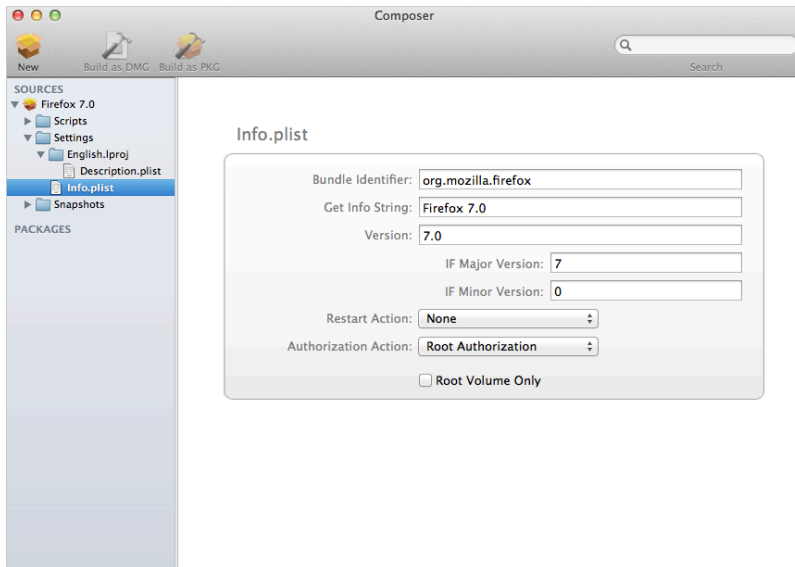 Composer
New
Build as DMG
Build as PKG
Search
SOURCES
Firefox 7.0
Scripts
Settings
English.lproj
Description.plist
Info.plist
Snapshots
PACKAGES
Info.plist
Bundle Identifier: org.mozilla.firefox
Get Info String: Firefox 7.0
Version: 7.0
IF Major Version: 7
IF Minor Version: 0
Restart Action: None
Authorization Action: Root Authorization
Root Volume Only